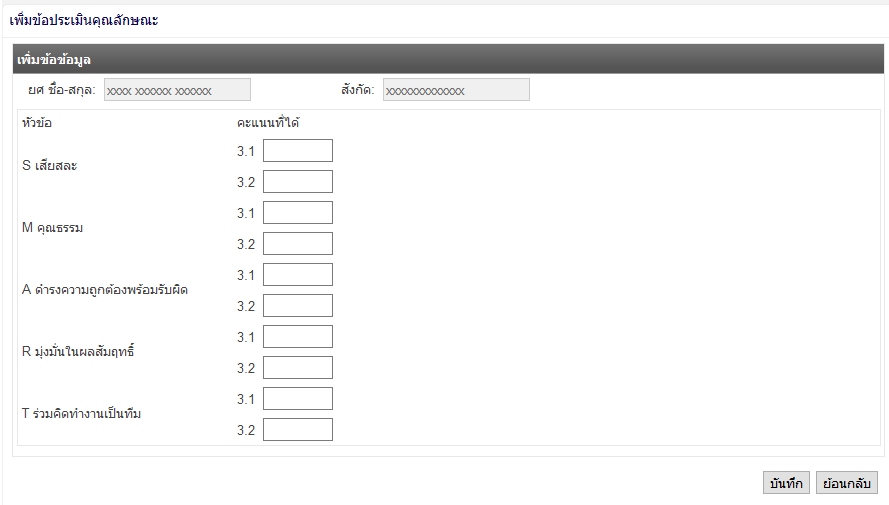 เพิ่มข้อประเมินคุณลักษณะ
เพิ่มข้อข้อมูล
ยศ ชื่อ-สกุล: xxxx xxxxxx xxxxxx สังกัด: xxxxxxxxxxxxx
หัวข้อ คะแนนที่ได้
S เสียสละ
3.1
3.2
M คุณธรรม
3.1
3.2
A ดำรงความถูกต้องพร้อมรับผิด
3.1
3.2
R มุ่งมั่นในผลสัมฤทธิ์
3.1
3.2
T ร่วมคิดทำงานเป็นทีม
3.1
3.2
บันทึก ย้อนกลับ